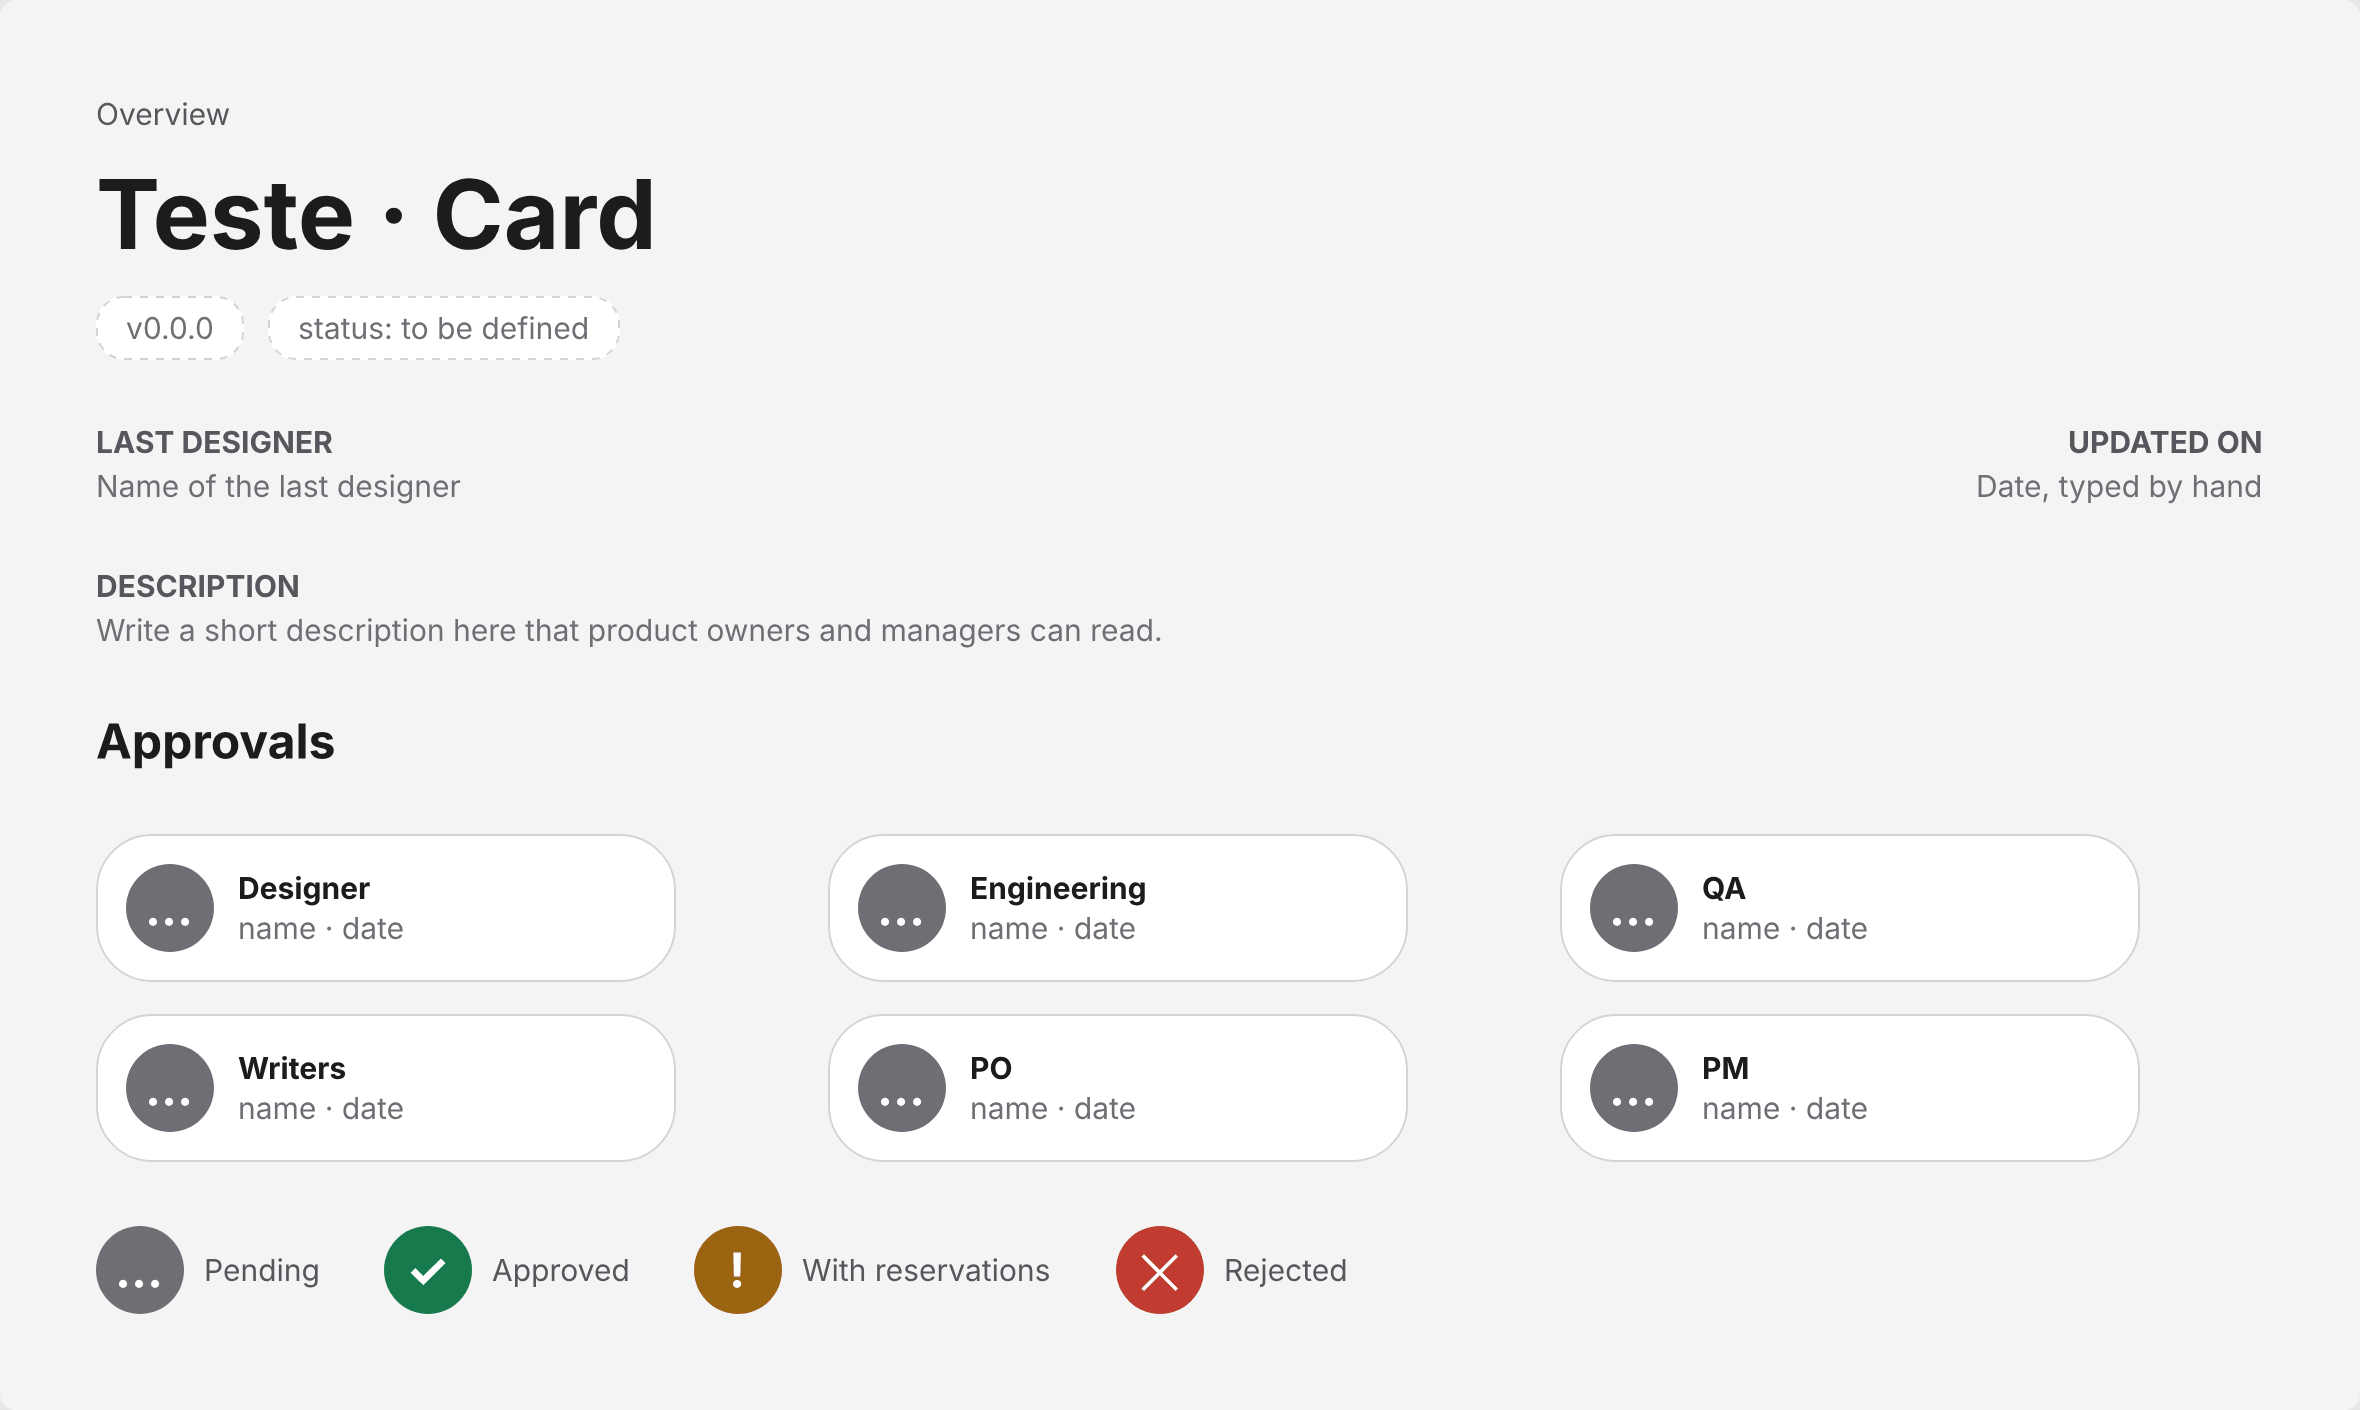 Overview
Teste · Card
v0.0.0
status: to be defined
LAST DESIGNER
Name of the last designer
UPDATED ON
Date, typed by hand
DESCRIPTION
Write a short description here that product owners and managers can read.
Approvals
Designer
name · date
Engineering
name · date
QA
name · date
Writers
name · date
PO
name · date
PM
name · date
... Pending
✓ Approved
! With reservations
✕ Rejected